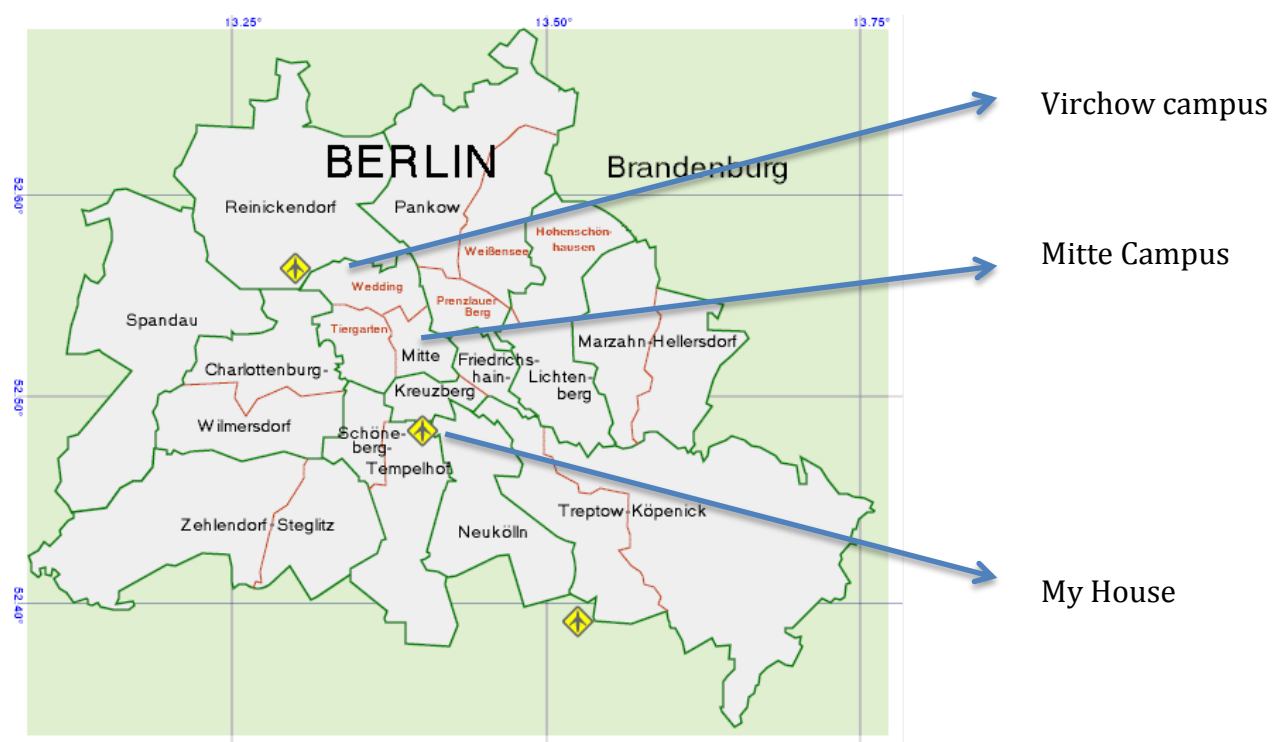 13.25° 13.50° 13.75°
Virchow campus
BERLIN Brandenburg
52.60°
Reinickendorf Pankow
Hohenschön-
hausen
Weißensee
Mitte Campus
Wedding
Prenzlauer
Berg
Spandau
Tiergarten
Marzahn-Hellersdorf
Mitte
Friedrichs-
hain-
Charlottenburg-
Lichten-
berg
Kreuzberg
52.50°
Wilmersdorf
Schöne-
berg-
Tempelhof
Zehlendorf-Steglitz
Neukölln
Treptow-Köpenick
My House
52.40°